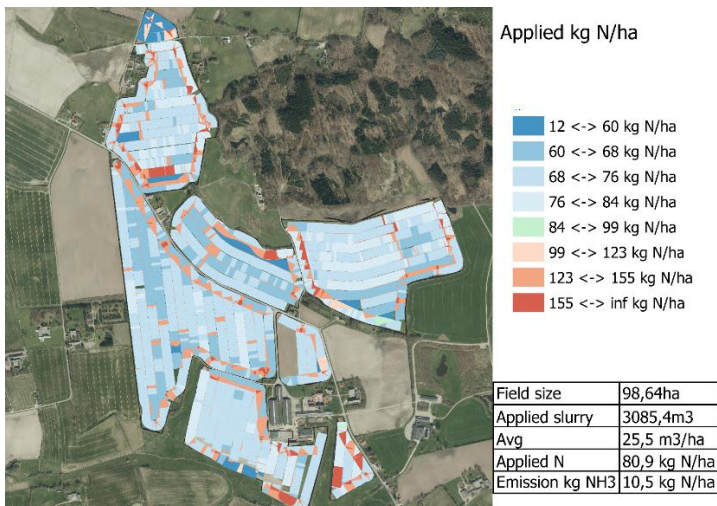 Applied kg N/ha
..
12 <-> 60 kg N/ha
60 <-> 68 kg N/ha
68 <-> 76 kg N/ha
76 <-> 84 kg N/ha
84 <-> 99 kg N/ha
99 <-> 123 kg N/ha
123 <-> 155 kg N/ha
155 <-> inf kg N/ha
Field size 98,64ha
Applied slurry 3085,4m3
Avg 25,5 m3/ha
Applied N 80,9 kg N/ha
Emission kg NH3 10,5 kg N/ha